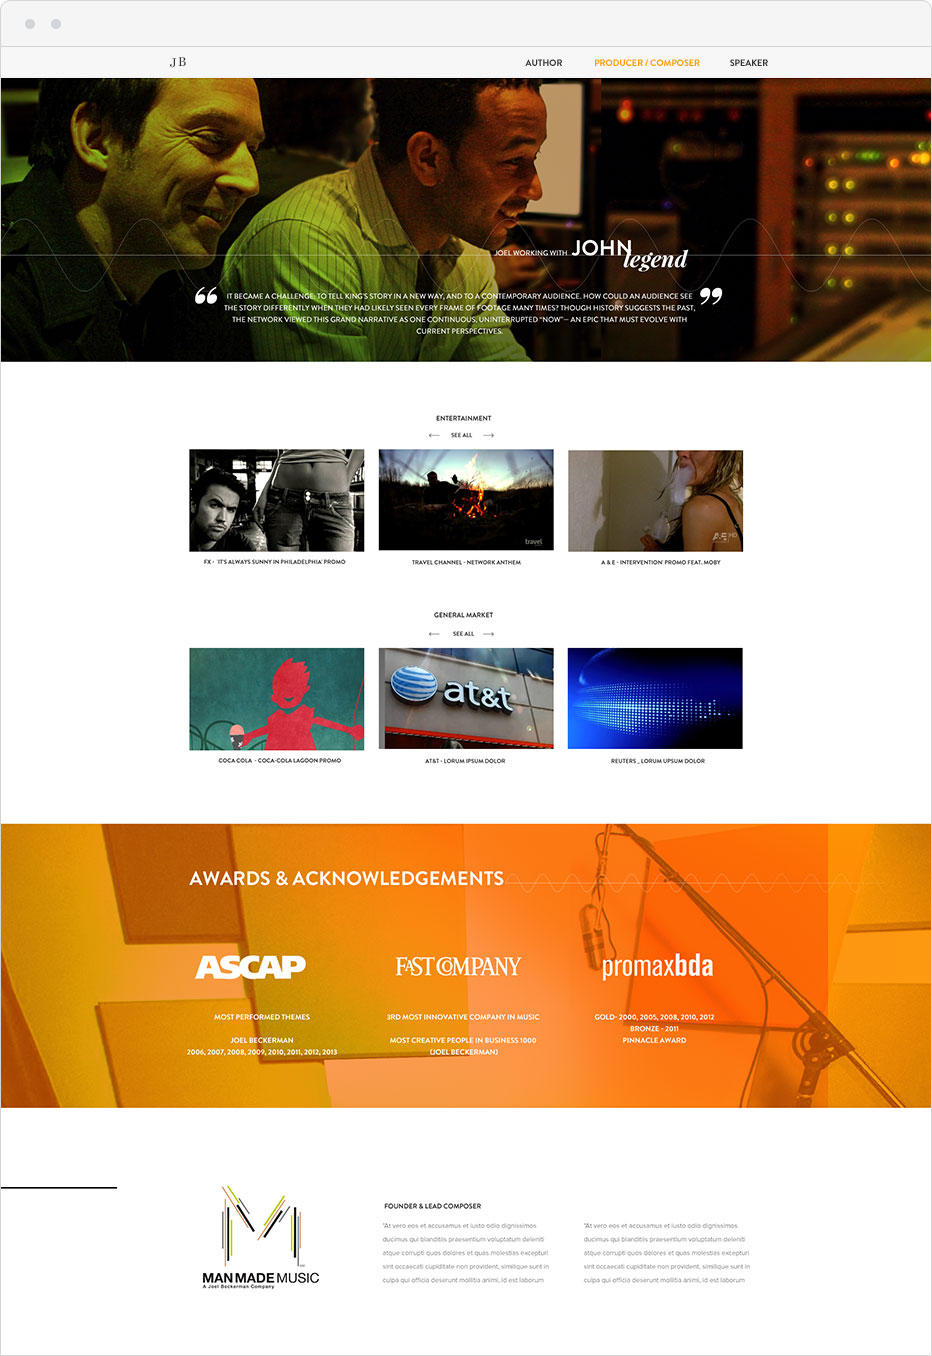 JB
AUTHOR
PRODUCER / COMPOSER
SPEAKER
JOEL WORKING WITH JOHN legend
“ IT BECAME A CHALLENGE: TO TELL KING'S STORY IN A NEW WAY, AND TO A CONTEMPORARY AUDIENCE. HOW COULD AN AUDIENCE SEE ”
THE STORY DIFFERENTLY WHEN THEY HAD LIKELY SEEN EVERY FRAME OF FOOTAGE MANY TIMES? THOUGH HISTORY SUGGESTS THE PAST,
THE NETWORK VIEWED THIS GRAND NARRATIVE AS ONE CONTINUOUS, UNINTERRUPTED “NOW”— AN EPIC THAT MUST EVOLVE WITH
CURRENT PERSPECTIVES.
ENTERTAINMENT
← SEE ALL →
travel
A&E HD
FX - 'IT'S ALWAYS SUNNY IN PHILADELPHIA' PROMO
TRAVEL CHANNEL - NETWORK ANTHEM
A & E - INTERVENTION' PROMO FEAT. MOBY
GENERAL MARKET
← SEE ALL →
at&t
COCA COLA - COCA-COLA LAGOON PROMO
AT&T - LORUM IPSUM DOLOR
REUTERS _ LORUM UPSUM DOLOR
AWARDS & ACKNOWLEDGEMENTS
ASCAP
MOST PERFORMED THEMES
JOEL BECKERMAN
2006, 2007, 2008, 2009, 2010, 2011, 2012, 2013
FAST COMPANY
3RD MOST INNOVATIVE COMPANY IN MUSIC
MOST CREATIVE PEOPLE IN BUSINESS 1000
(JOEL BECKERMAN)
promaxbda
GOLD- 2000, 2005, 2008, 2010, 2012
BRONZE - 2011
PINNACLE AWARD
M
MAN MADE MUSIC
A Joel Beckerman Company
FOUNDER & LEAD COMPOSER
"At vero eos et accusamus et iusto odio dignissimos
ducimus qui blanditiis praesentium voluptatum deleniti
atque corrupti quos dolores et quas molestias excepturi
sint occaecati cupiditate non provident, similique sunt in
culpa qui officia deserunt mollitia animi, id est laborum
"At vero eos et accusamus et iusto odio dignissimos
ducimus qui blanditiis praesentium voluptatum deleniti
atque corrupti quos dolores et quas molestias excepturi
sint occaecati cupiditate non provident, similique sunt in
culpa qui officia deserunt mollitia animi, id est laborum